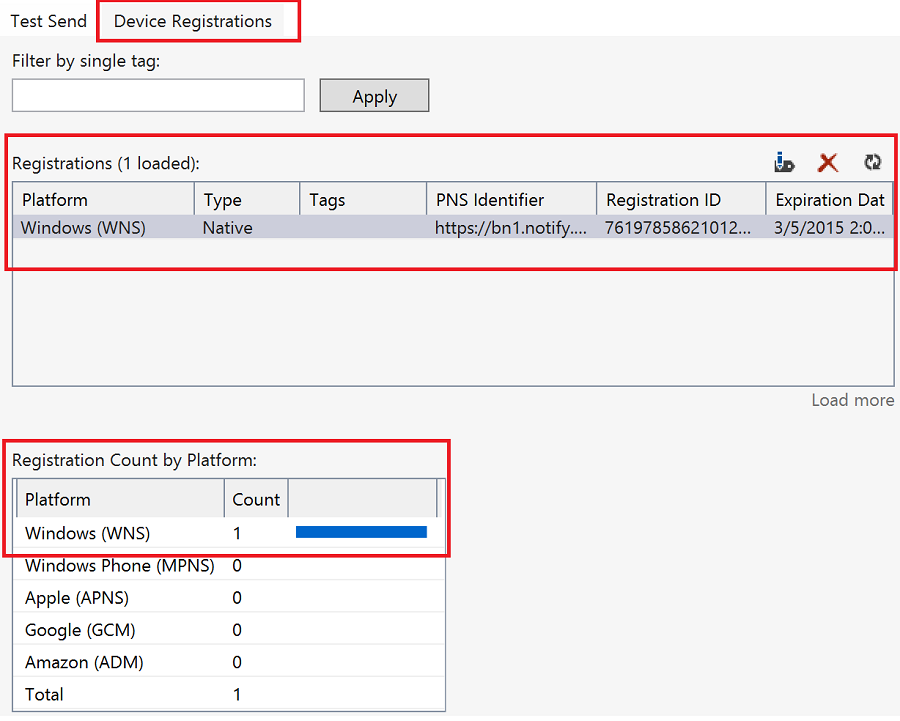 Test Send Device Registrations
Filter by single tag:
Apply
Registrations (1 loaded):
Platform Type Tags PNS Identifier Registration ID Expiration Dat
Windows (WNS) Native https://bn1.notify.... 76197858621012... 3/5/2015 2:0...
Load more
Registration Count by Platform:
Platform Count
Windows (WNS) 1
Windows Phone (MPNS) 0
Apple (APNS) 0
Google (GCM) 0
Amazon (ADM) 0
Total 1